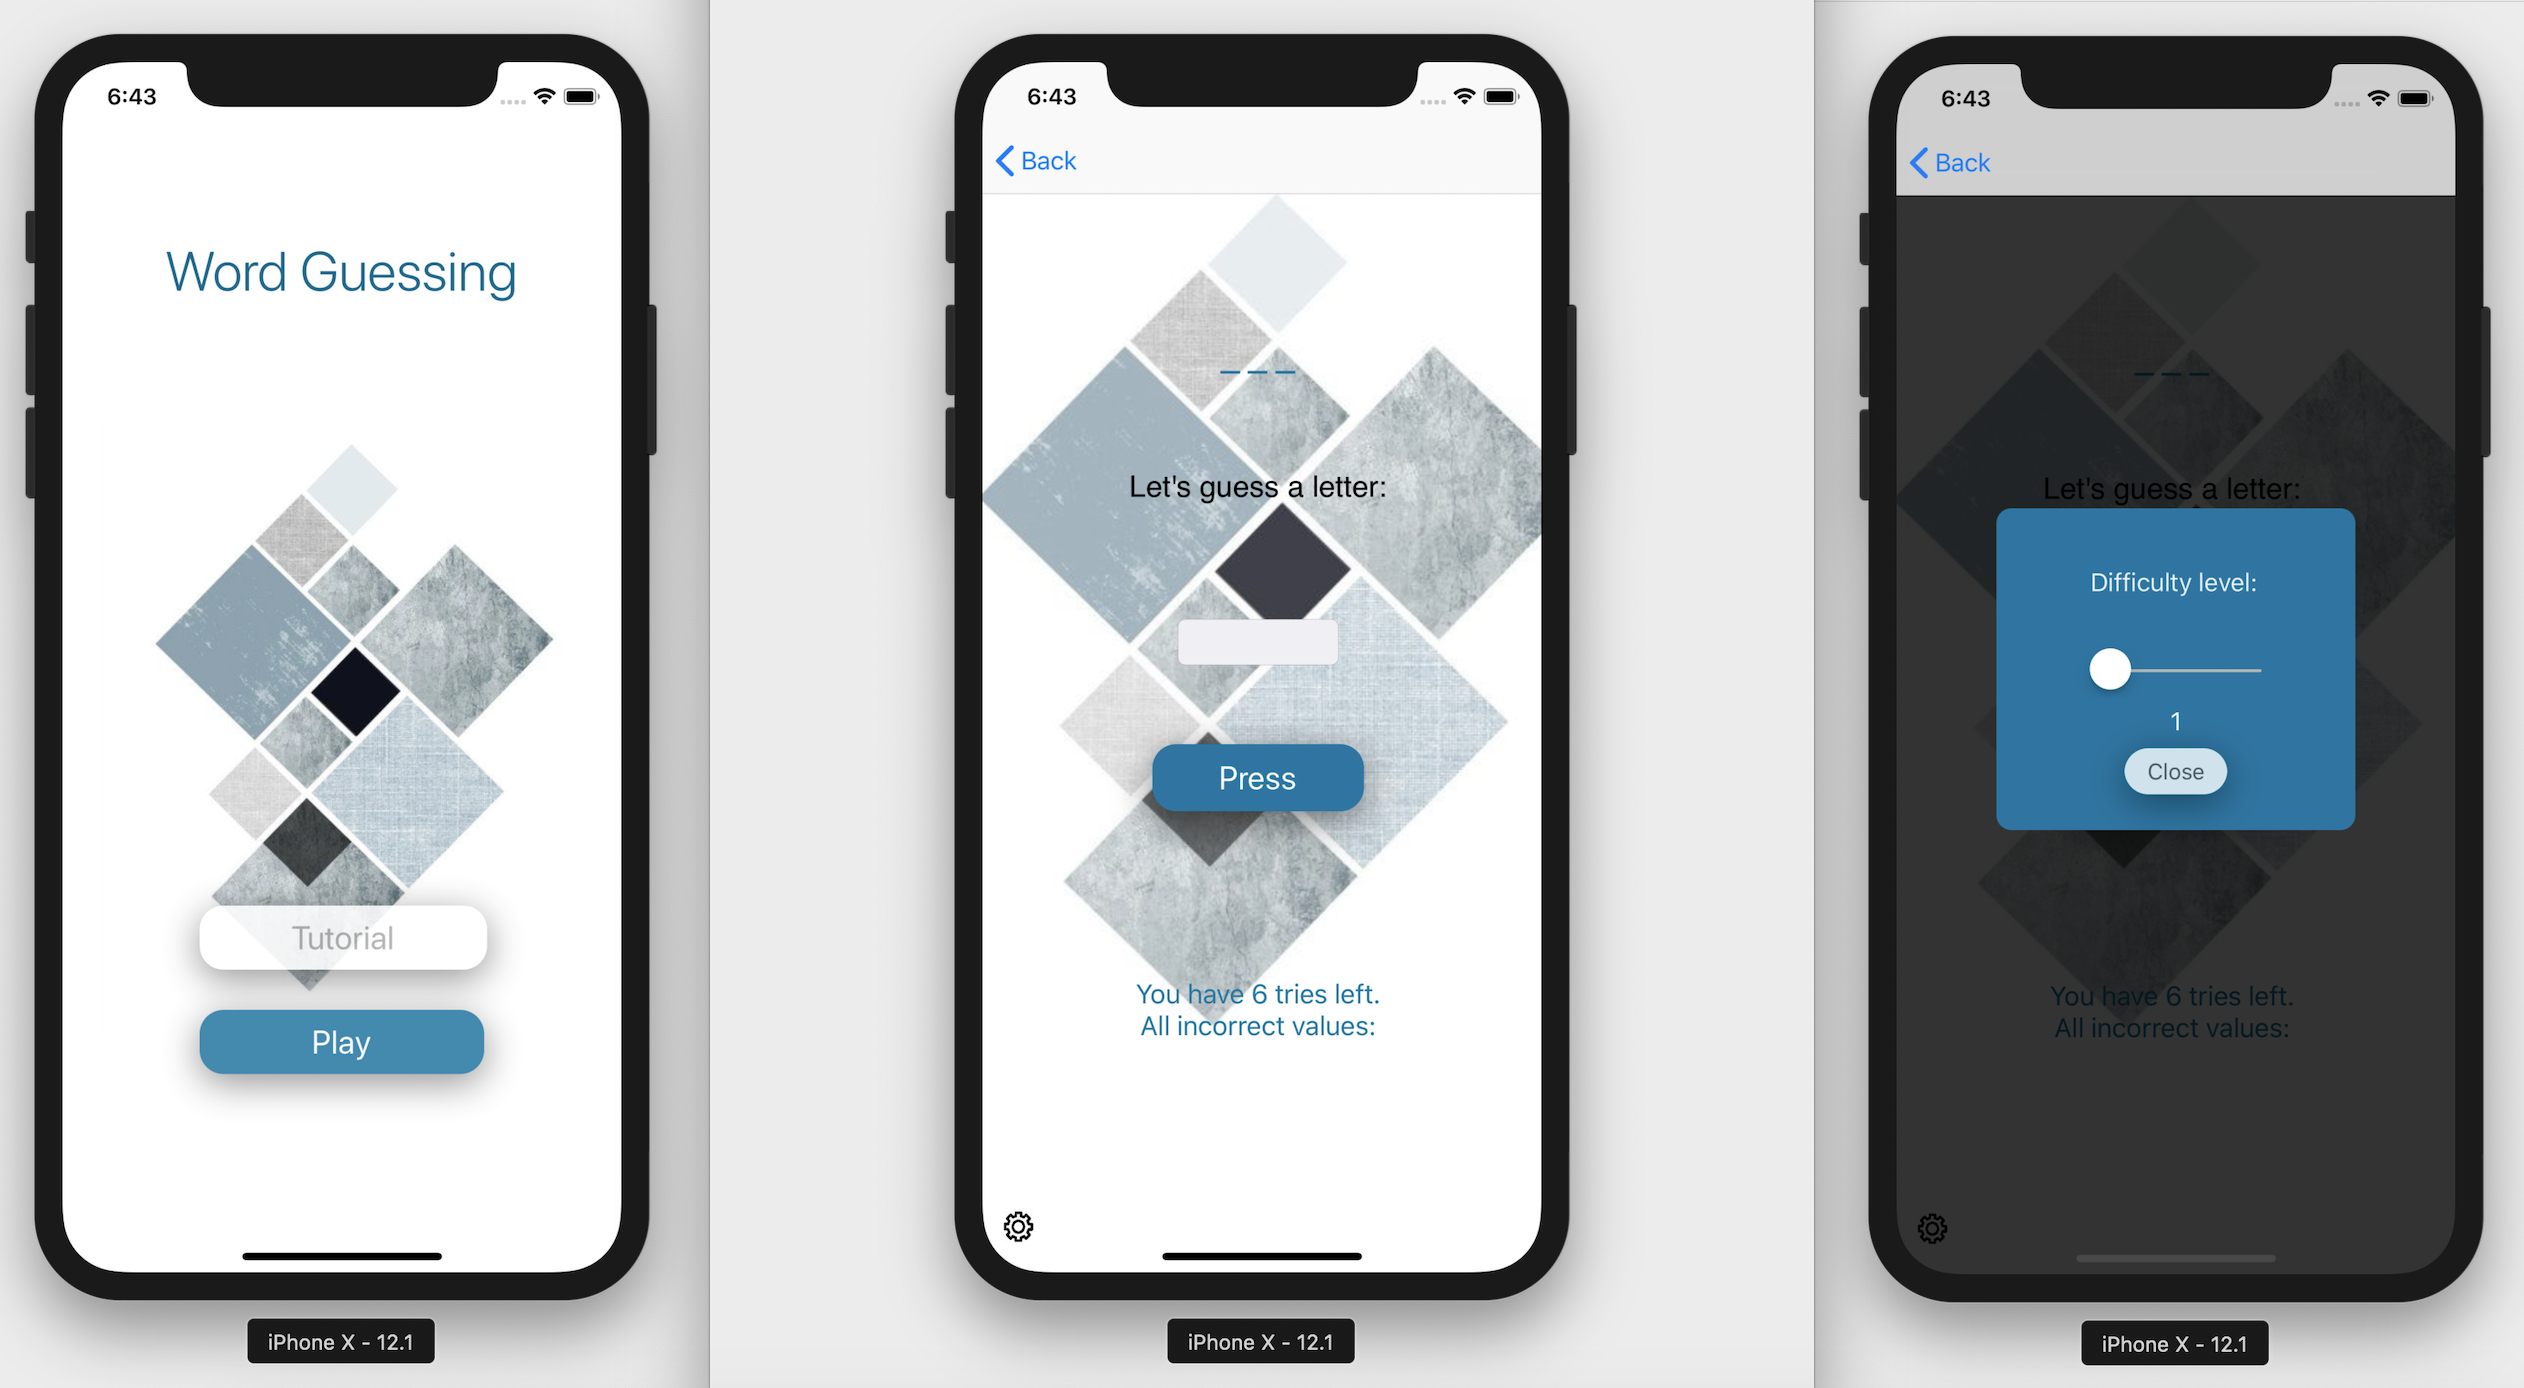 6:43
Word Guessing
Tutorial
Play
iPhone X - 12.1
6:43
Back
_ _ _
Let's guess a letter:
Press
You have 6 tries left.
All incorrect values:
iPhone X - 12.1
6:43
Back
_ _ _
Let's guess a letter:
Difficulty level:
1
Close
You have 6 tries left.
All incorrect values:
iPhone X - 12.1